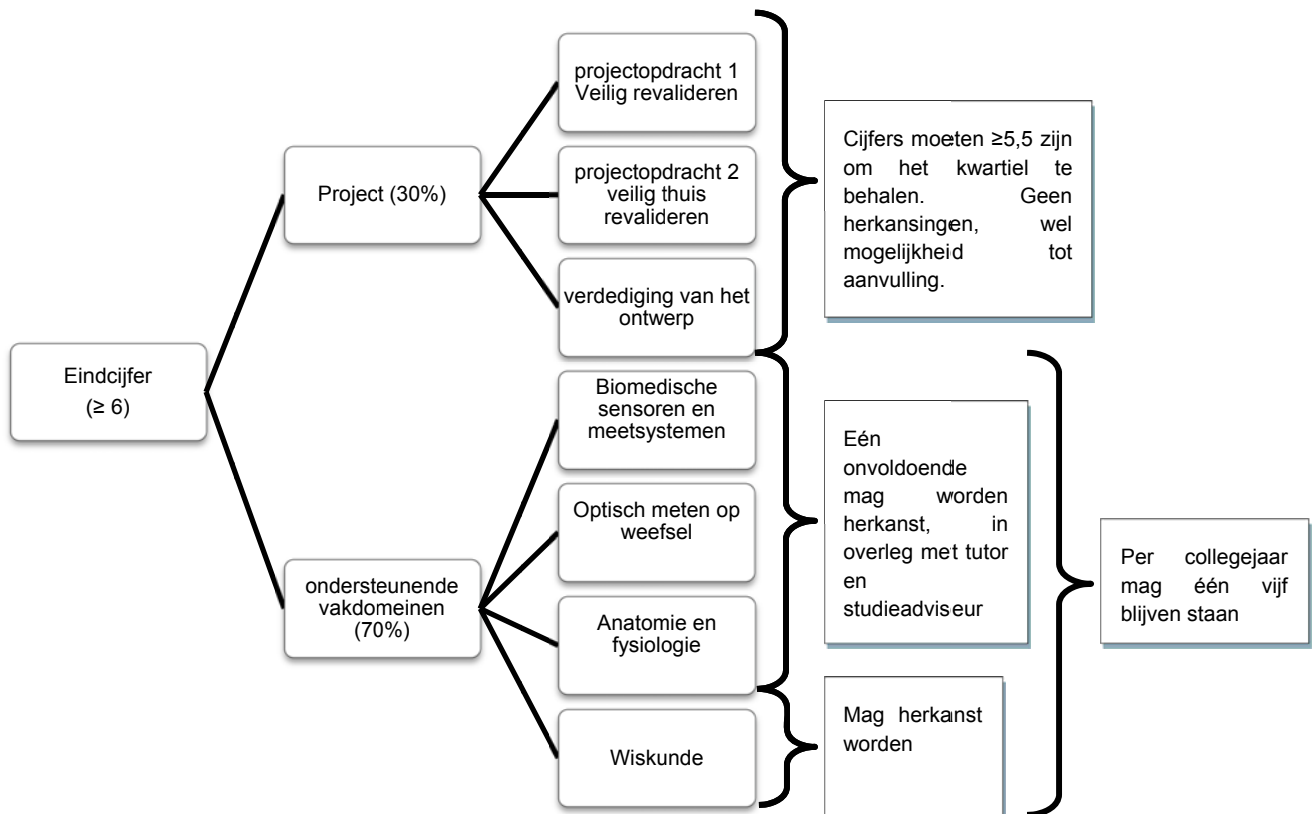 Eindcijfer
(≥ 6)
Project (30%)
ondersteunende
vakdomeinen
(70%)
projectopdracht 1
Veilig revalideren
projectopdracht 2
veilig thuis
revalideren
verdediging van het
ontwerp
Biomedische
sensoren en
meetsystemen
Optisch meten op
weefsel
Anatomie en
fysiologie
Wiskunde
Cijfers moeten ≥5,5 zijn
om het kwartiel te
behalen. Geen
herkansingen, wel
mogelijkheid tot
aanvulling.
Eén
onvoldoende
mag worden
herkanst, in
overleg met tutor
en
studieadviseur
Mag herkanst
worden
Per collegejaar
mag één vijf
blijven staan